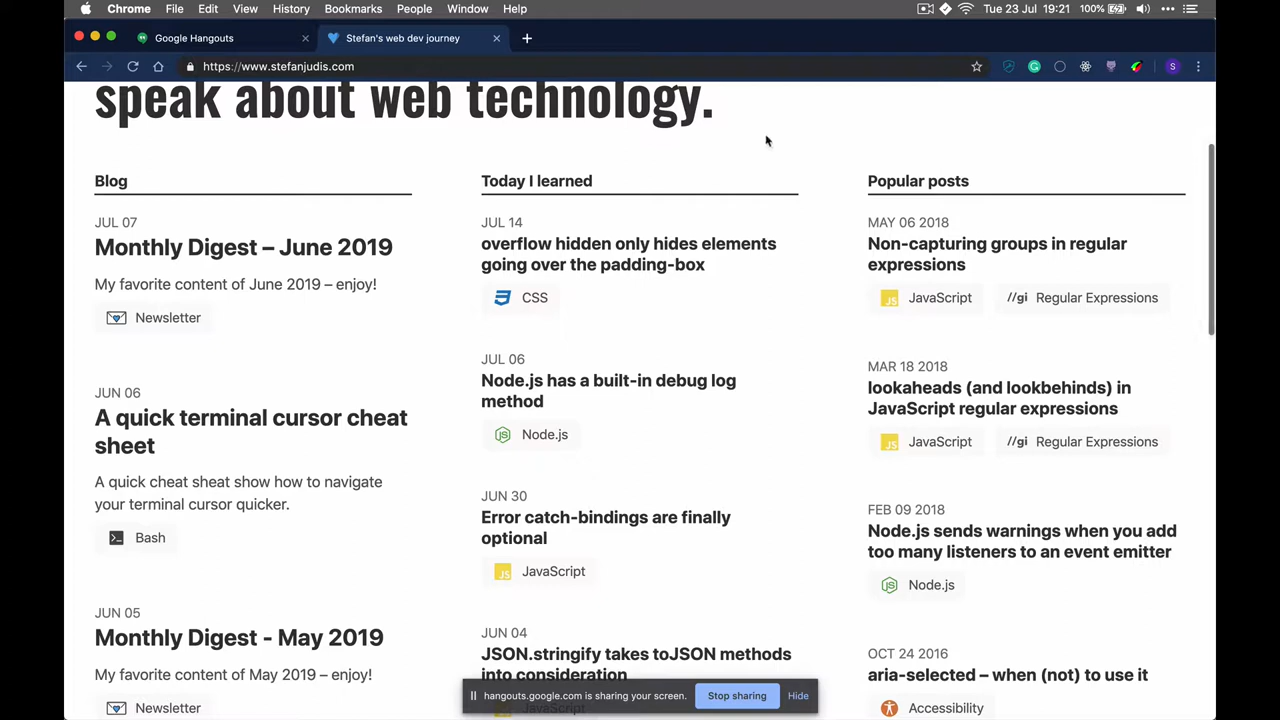 Chrome File Edit View History Bookmarks People Window Help Tue 23 Jul 19:21 100%
Google Hangouts
Stefan's web dev journey
https://www.stefanjudis.com
S
speak about web technology.
Blog
JUL 07
Monthly Digest – June 2019
My favorite content of June 2019 – enjoy!
Newsletter
JUN 06
A quick terminal cursor cheat
sheet
A quick cheat sheat show how to navigate
your terminal cursor quicker.
Bash
JUN 05
Monthly Digest - May 2019
My favorite content of May 2019 – enjoy!
Newsletter
Today I learned
JUL 14
overflow hidden only hides elements
going over the padding-box
CSS
JUL 06
Node.js has a built-in debug log
method
Node.js
JUN 30
Error catch-bindings are finally
optional
JS JavaScript
JUN 04
JSON.stringify takes toJSON methods
into consideration
JavaScript
Popular posts
MAY 06 2018
Non-capturing groups in regular
expressions
JS JavaScript //gi Regular Expressions
MAR 18 2018
lookaheads (and lookbehinds) in
JavaScript regular expressions
JS JavaScript //gi Regular Expressions
FEB 09 2018
Node.js sends warnings when you add
too many listeners to an event emitter
Node.js
OCT 24 2016
aria-selected – when (not) to use it
Accessibility
hangouts.google.com is sharing your screen. Stop sharing Hide